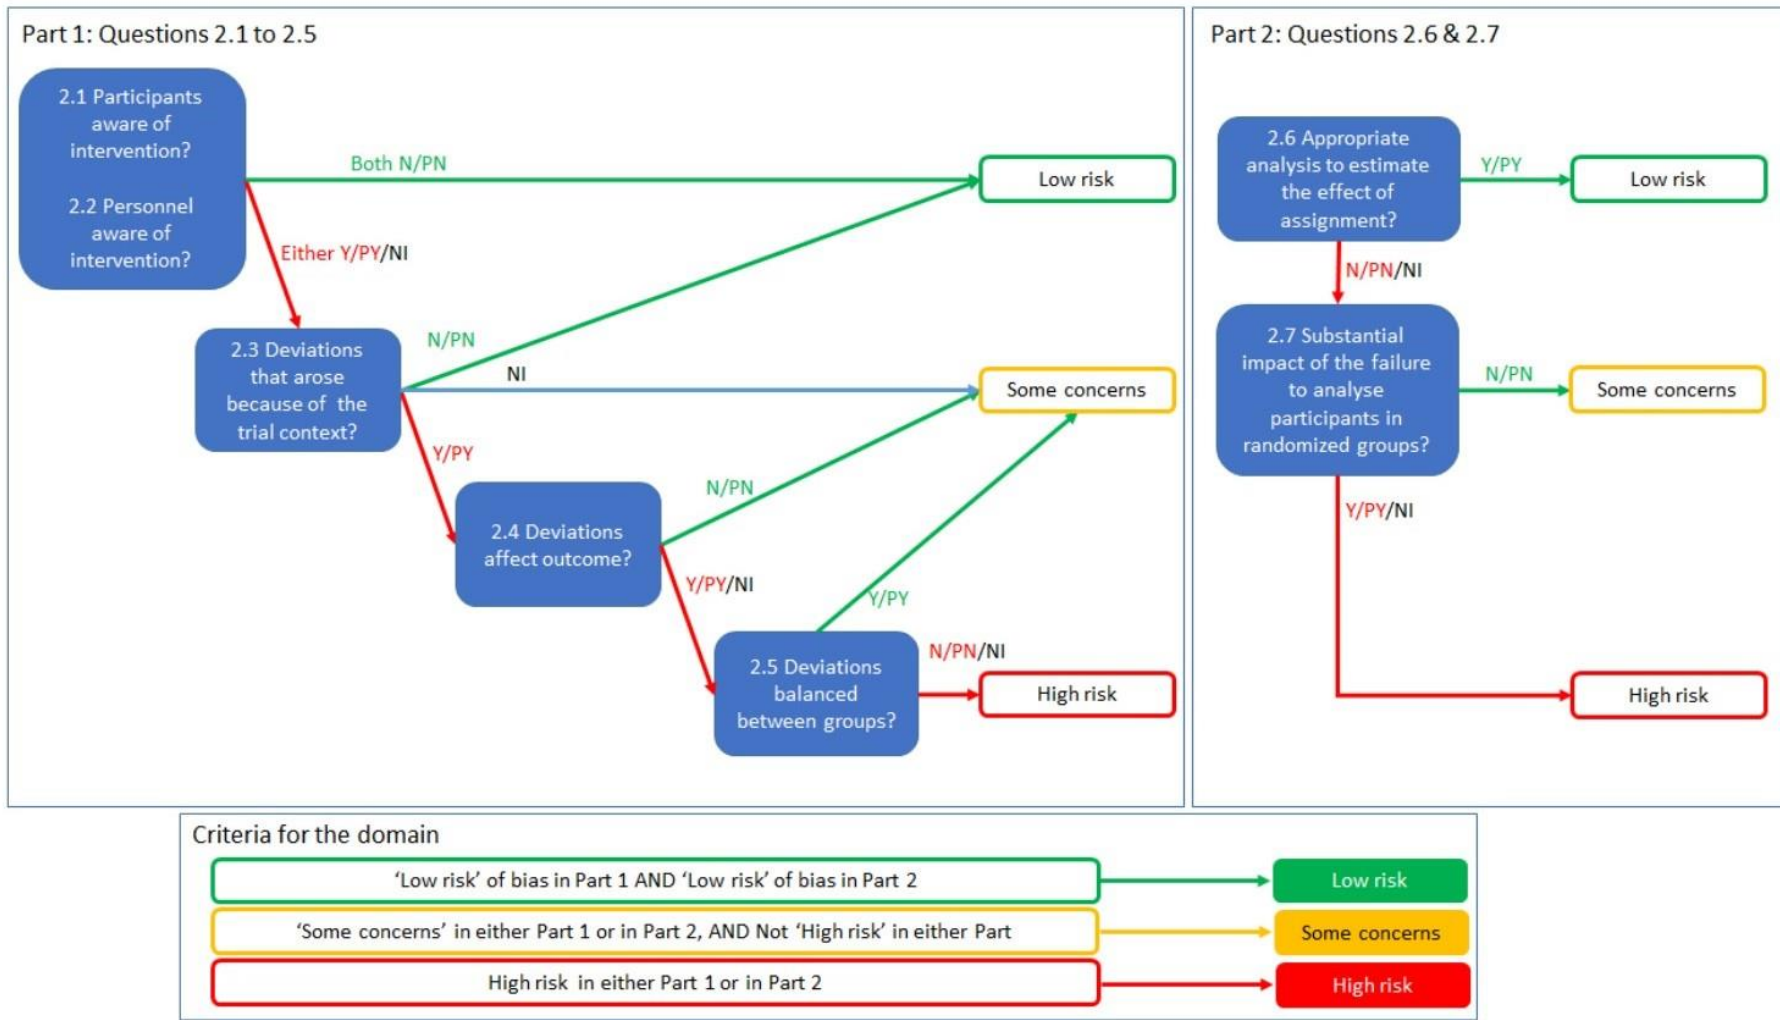 Part 1: Questions 2.1 to 2.5
2.1 Participants
aware of
intervention?
2.2 Personnel
aware of
intervention?
Both N/PN
Low risk
Either Y/PY/NI
2.3 Deviations
that arose
because of the
trial context?
N/PN
NI
Some concerns
Y/PY
2.4 Deviations
affect outcome?
N/PN
Y/PY/NI
2.5 Deviations
balanced
between groups?
Y/PY
N/PN/NI
High risk
Part 2: Questions 2.6 & 2.7
2.6 Appropriate
analysis to estimate
the effect of
assignment?
Y/PY
Low risk
N/PN/NI
2.7 Substantial
impact of the failure
to analyse
participants in
randomized groups?
N/PN
Some concerns
Y/PY/NI
High risk
Criteria for the domain
‘Low risk’ of bias in Part 1 AND ‘Low risk’ of bias in Part 2
Low risk
‘Some concerns’ in either Part 1 or in Part 2, AND Not ‘High risk’ in either Part
Some concerns
High risk in either Part 1 or in Part 2
High risk